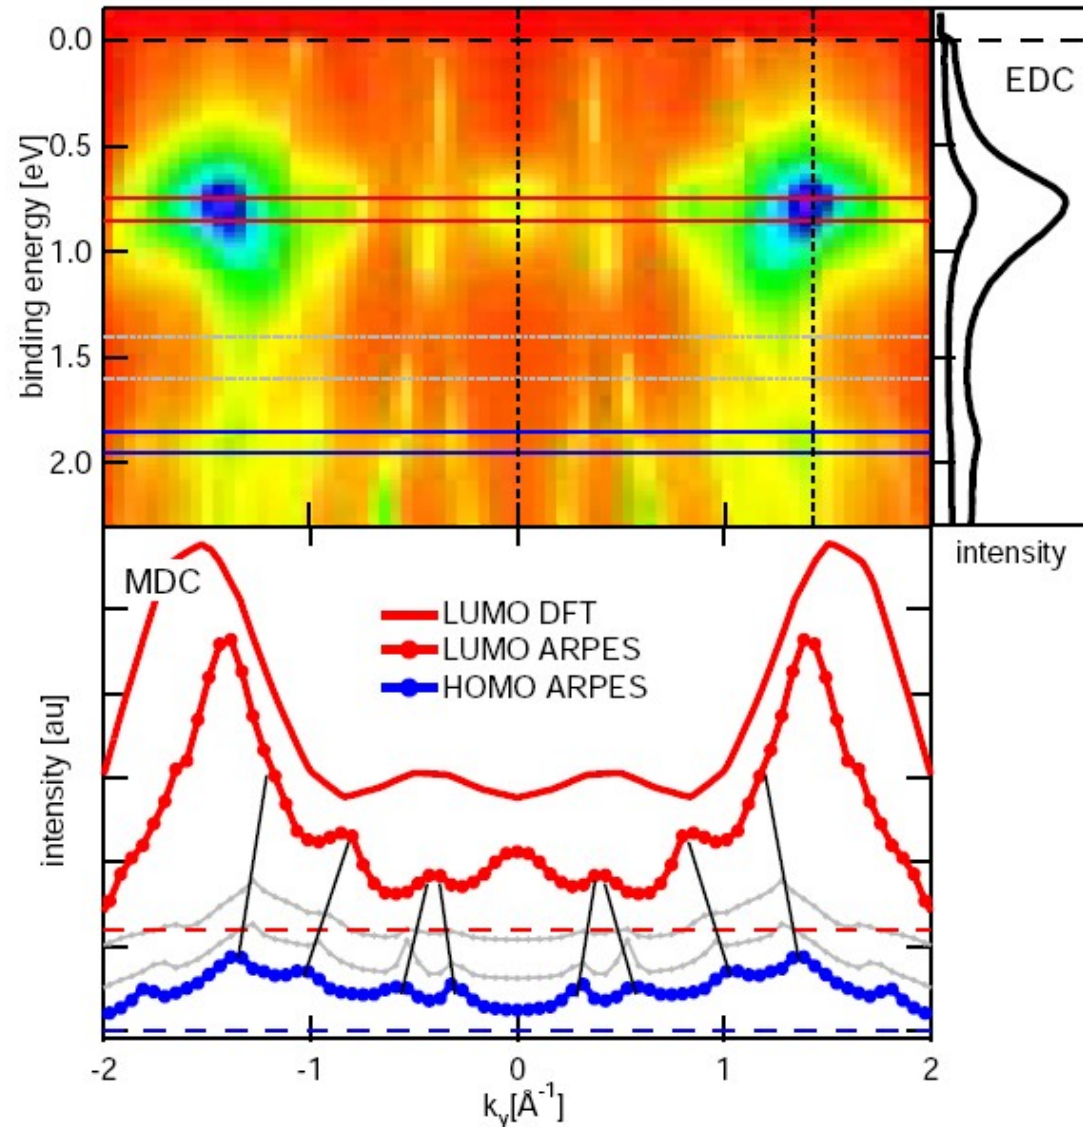 0.0
0.5
1.0
1.5
2.0
binding energy [eV]
EDC
intensity
MDC
LUMO DFT
LUMO ARPES
HOMO ARPES
intensity [au]
-2
-1
0
1
2
k_y[Å⁻¹]